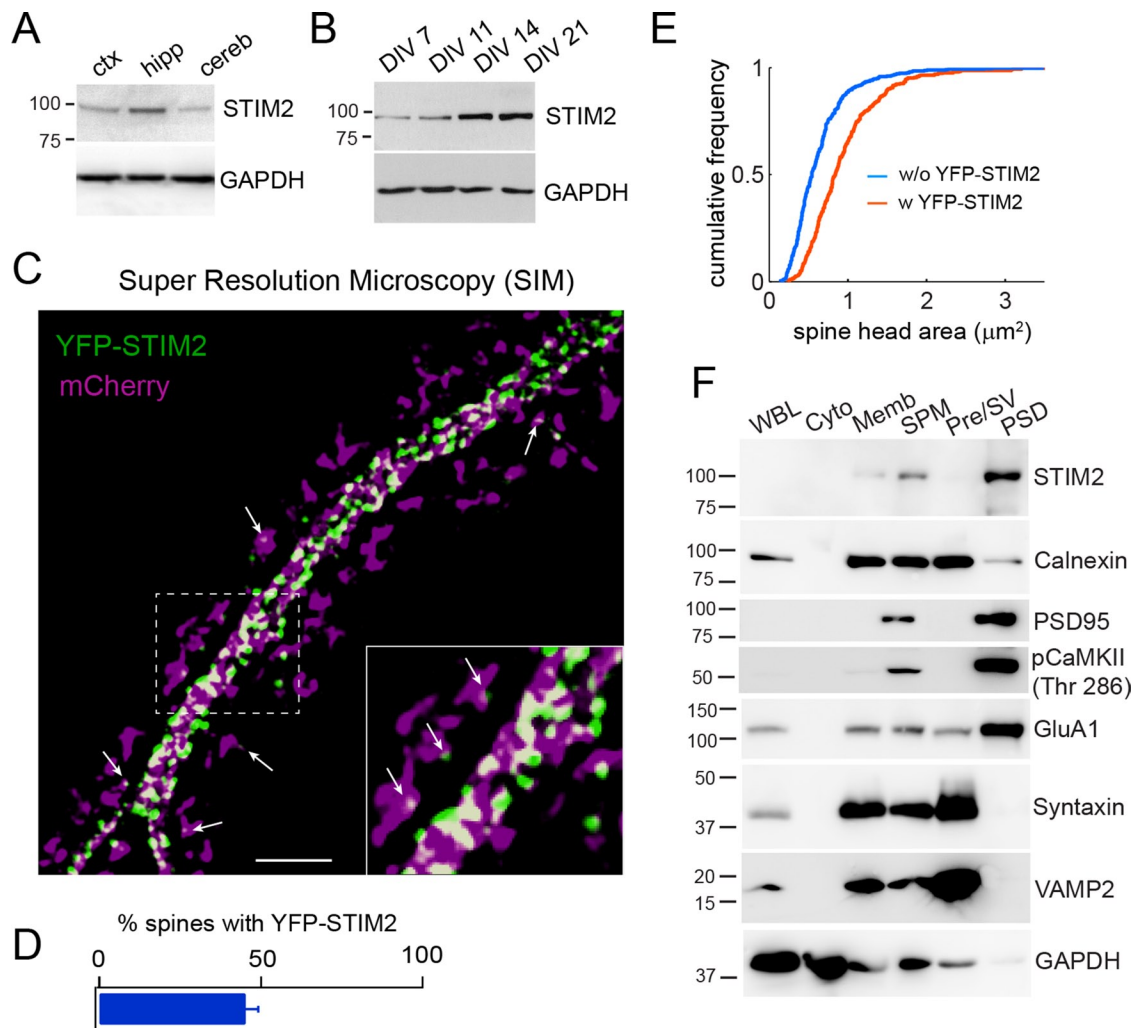 A
ctx hipp cereb
100
75
STIM2
GAPDH
B
DIV 7 DIV 11 DIV 14 DIV 21
100
75
STIM2
GAPDH
C
Super Resolution Microscopy (SIM)
YFP-STIM2
mCherry
D
% spines with YFP-STIM2
0 50 100
E
cumulative frequency
1
0.5
0
0 1 2 3
w/o YFP-STIM2
w YFP-STIM2
spine head area (μm²)
F
WBL Cyto Memb SPM Pre/SV PSD
100
75
STIM2
100
75
Calnexin
100
75
PSD95
50
pCaMKII
(Thr 286)
150
100
GluA1
50
37
Syntaxin
20
15
VAMP2
37
GAPDH